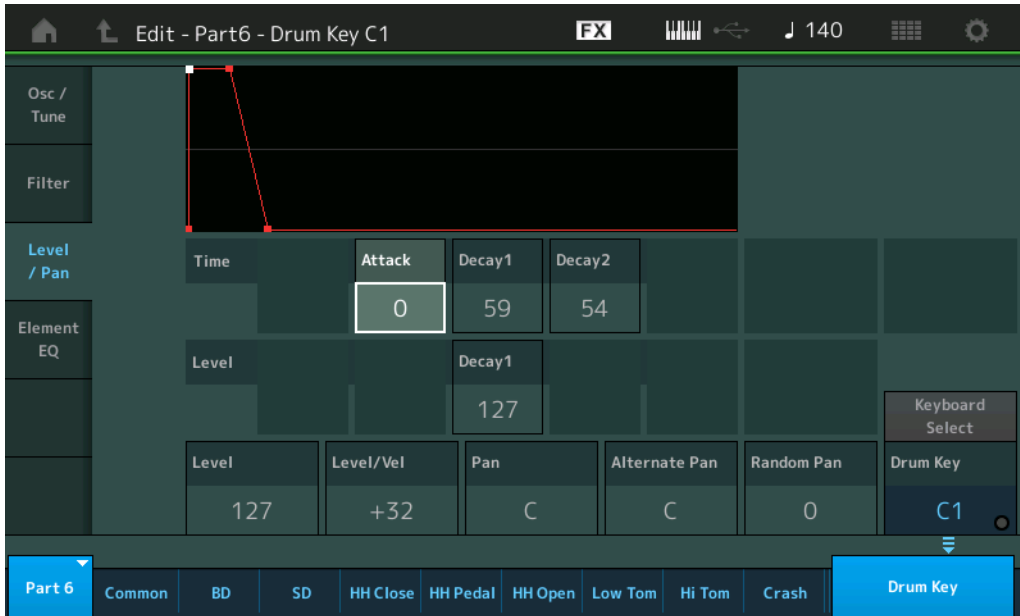 Edit - Part6 - Drum Key C1
FX
♩ 140
Osc /
Tune
Filter
Level
/ Pan
Element
EQ
Time
Attack
Decay1
Decay2
0
59
54
Level
Decay1
127
Keyboard
Select
Level
Level/Vel
Pan
Alternate Pan
Random Pan
Drum Key
127
+32
C
C
0
C1
Part 6
Common
BD
SD
HH Close
HH Pedal
HH Open
Low Tom
Hi Tom
Crash
Drum Key